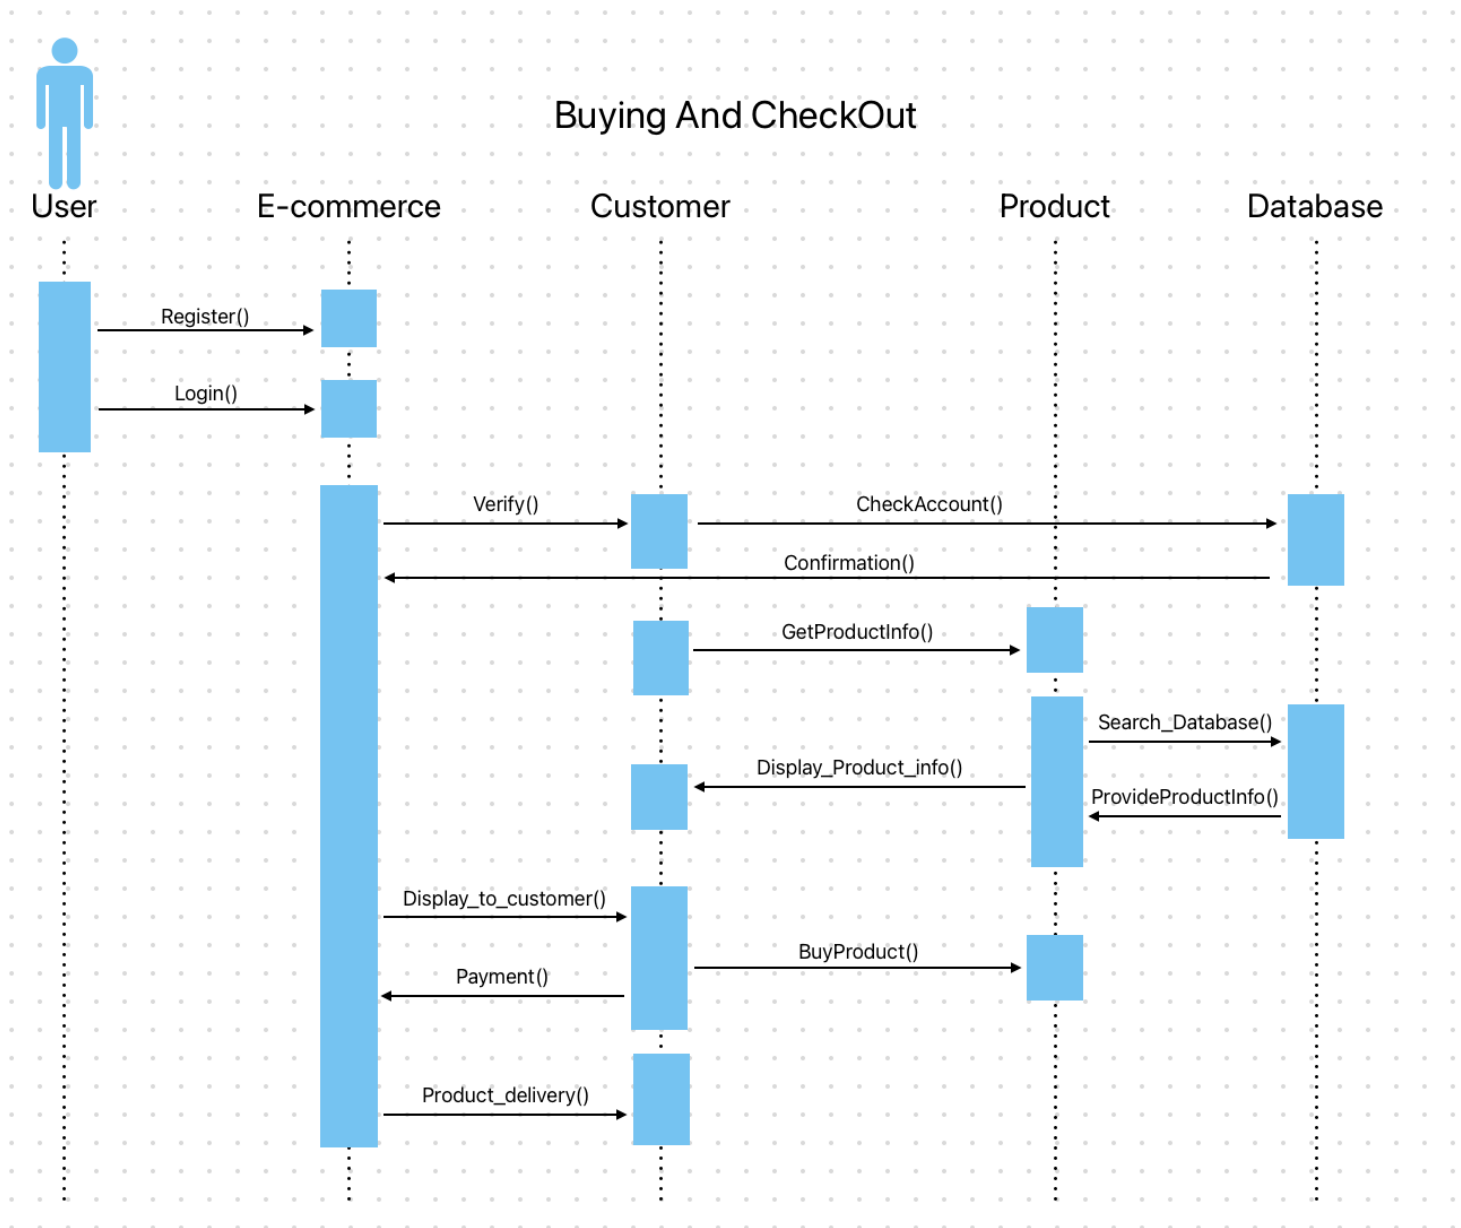 Buying And CheckOut
User
E-commerce
Customer
Product
Database
Register()
Login()
Verify()
CheckAccount()
Confirmation()
GetProductInfo()
Search_Database()
Display_Product_info()
ProvideProductInfo()
Display_to_customer()
BuyProduct()
Payment()
Product_delivery()